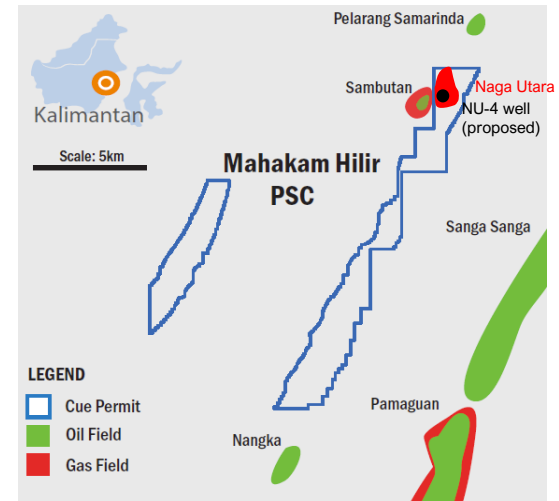 Pelarang Samarinda
Sambutan
Naga Utara
NU-4 well
(proposed)
Kalimantan
Scale: 5km
Mahakam Hilir
PSC
Sanga Sanga
LEGEND
Cue Permit
Oil Field
Gas Field
Pamaguan
Nangka